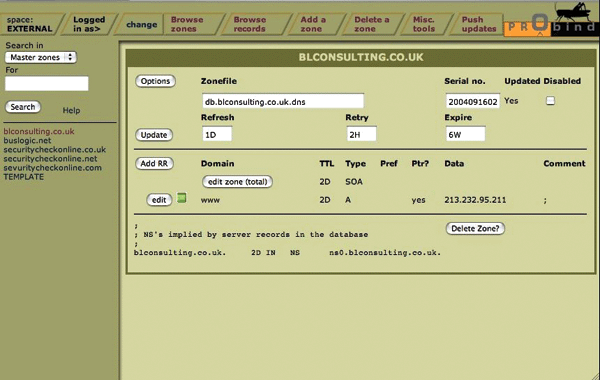 space: EXTERNAL
Logged in as>
change
Browse zones
Browse records
Add a zone
Delete a zone
Misc. tools
Push updates
PRObind
Search in
Master zones
For
Search
Help
blconsulting.co.uk
buslogic.net
securitycheckonline.co.uk
securitycheckonline.net
sevuritycheckonline.com
TEMPLATE
BLCONSULTING.CO.UK
Options
Zonefile
Serial no.
Updated
Disabled
db.blconsulting.co.uk.dns
2004091602
Yes
Refresh
Retry
Expire
Update
1D
2H
6W
Add RR
Domain
TTL
Type
Pref
Ptr?
Data
Comment
edit zone (total)
2D
SOA
edit
www
2D
A
yes
213.232.95.211
;
;
; NS's implied by server records in the database
;
blconsulting.co.uk. 2D IN NS ns0.blconsulting.co.uk.
Delete Zone?